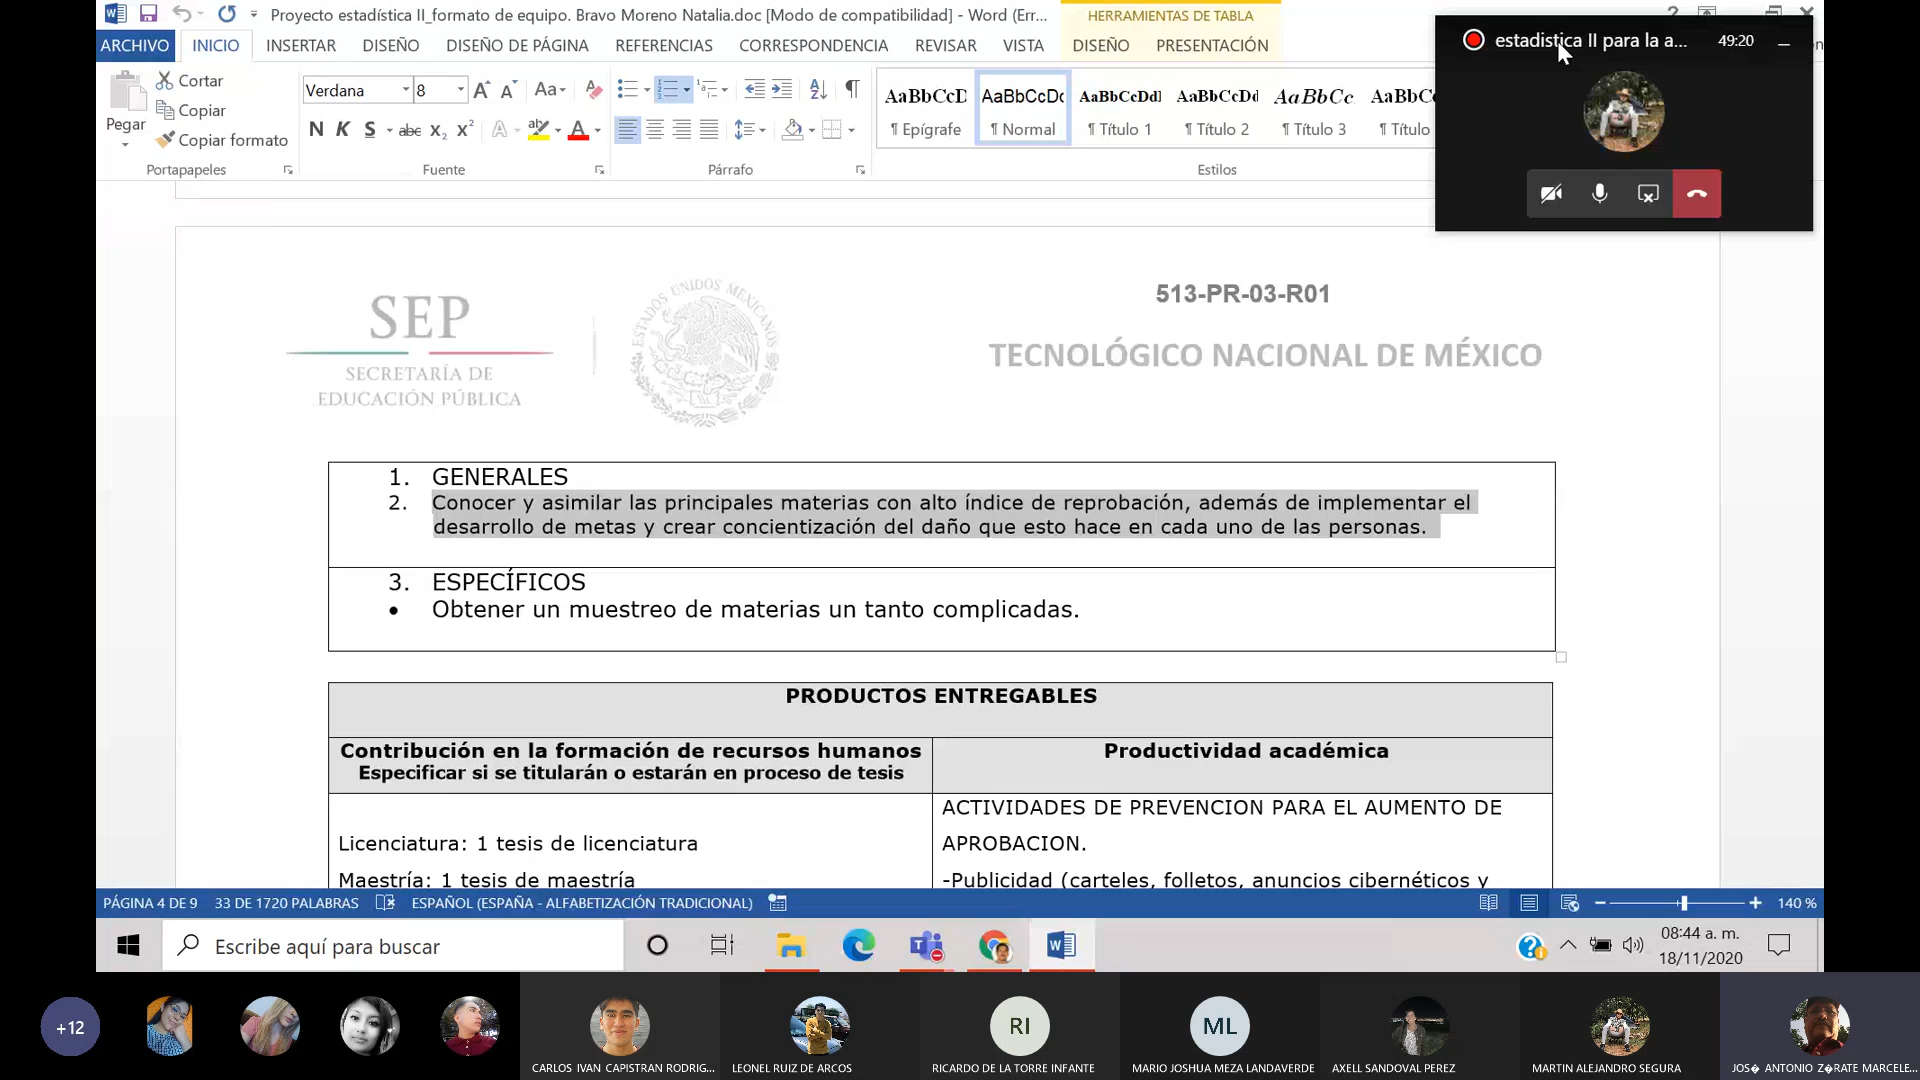 Proyecto estadística II_formato de equipo. Bravo Moreno Natalia.doc [Modo de compatibilidad] - Word (Err...
HERRAMIENTAS DE TABLA
ARCHIVO INICIO INSERTAR DISEÑO DISEÑO DE PÁGINA REFERENCIAS CORRESPONDENCIA REVISAR VISTA DISEÑO PRESENTACIÓN
estadistica II para la a... 49:20
Pegar
Cortar
Copiar
Copiar formato
Portapapeles
Verdana 8
N K S abc X₂ X²
Fuente
Párrafo
AaBbCcD AaBbCcDc AaBbCcDdI AaBbCcDd AaBbCc. AaBbC
¶ Epígrafe ¶ Normal ¶ Título 1 ¶ Título 2 ¶ Título 3 ¶ Título
Estilos
SEP
SECRETARÍA DE
EDUCACIÓN PÚBLICA
ESTADOS UNIDOS MEXICANOS
513-PR-03-R01
TECNOLÓGICO NACIONAL DE MÉXICO
1. GENERALES
2. Conocer y asimilar las principales materias con alto índice de reprobación, además de implementar el
desarrollo de metas y crear concientización del daño que esto hace en cada uno de las personas.
3. ESPECÍFICOS
• Obtener un muestreo de materias un tanto complicadas.
PRODUCTOS ENTREGABLES
Contribución en la formación de recursos humanos
Especificar si se titularán o estarán en proceso de tesis
Productividad académica
Licenciatura: 1 tesis de licenciatura
Maestría: 1 tesis de maestría
ACTIVIDADES DE PREVENCION PARA EL AUMENTO DE
APROBACION.
-Publicidad (carteles, folletos, anuncios cibernéticos y
PÁGINA 4 DE 9 33 DE 1720 PALABRAS ESPAÑOL (ESPAÑA - ALFABETIZACIÓN TRADICIONAL) 140 %
Escribe aquí para buscar
08:44 a. m.
18/11/2020
+12
RI
ML
CARLOS IVAN CAPISTRAN RODRIG... LEONEL RUIZ DE ARCOS RICARDO DE LA TORRE INFANTE MARIO JOSHUA MEZA LANDAVERDE AXELL SANDOVAL PEREZ MARTIN ALEJANDRO SEGURA JOS� ANTONIO Z�RATE MARCELE...